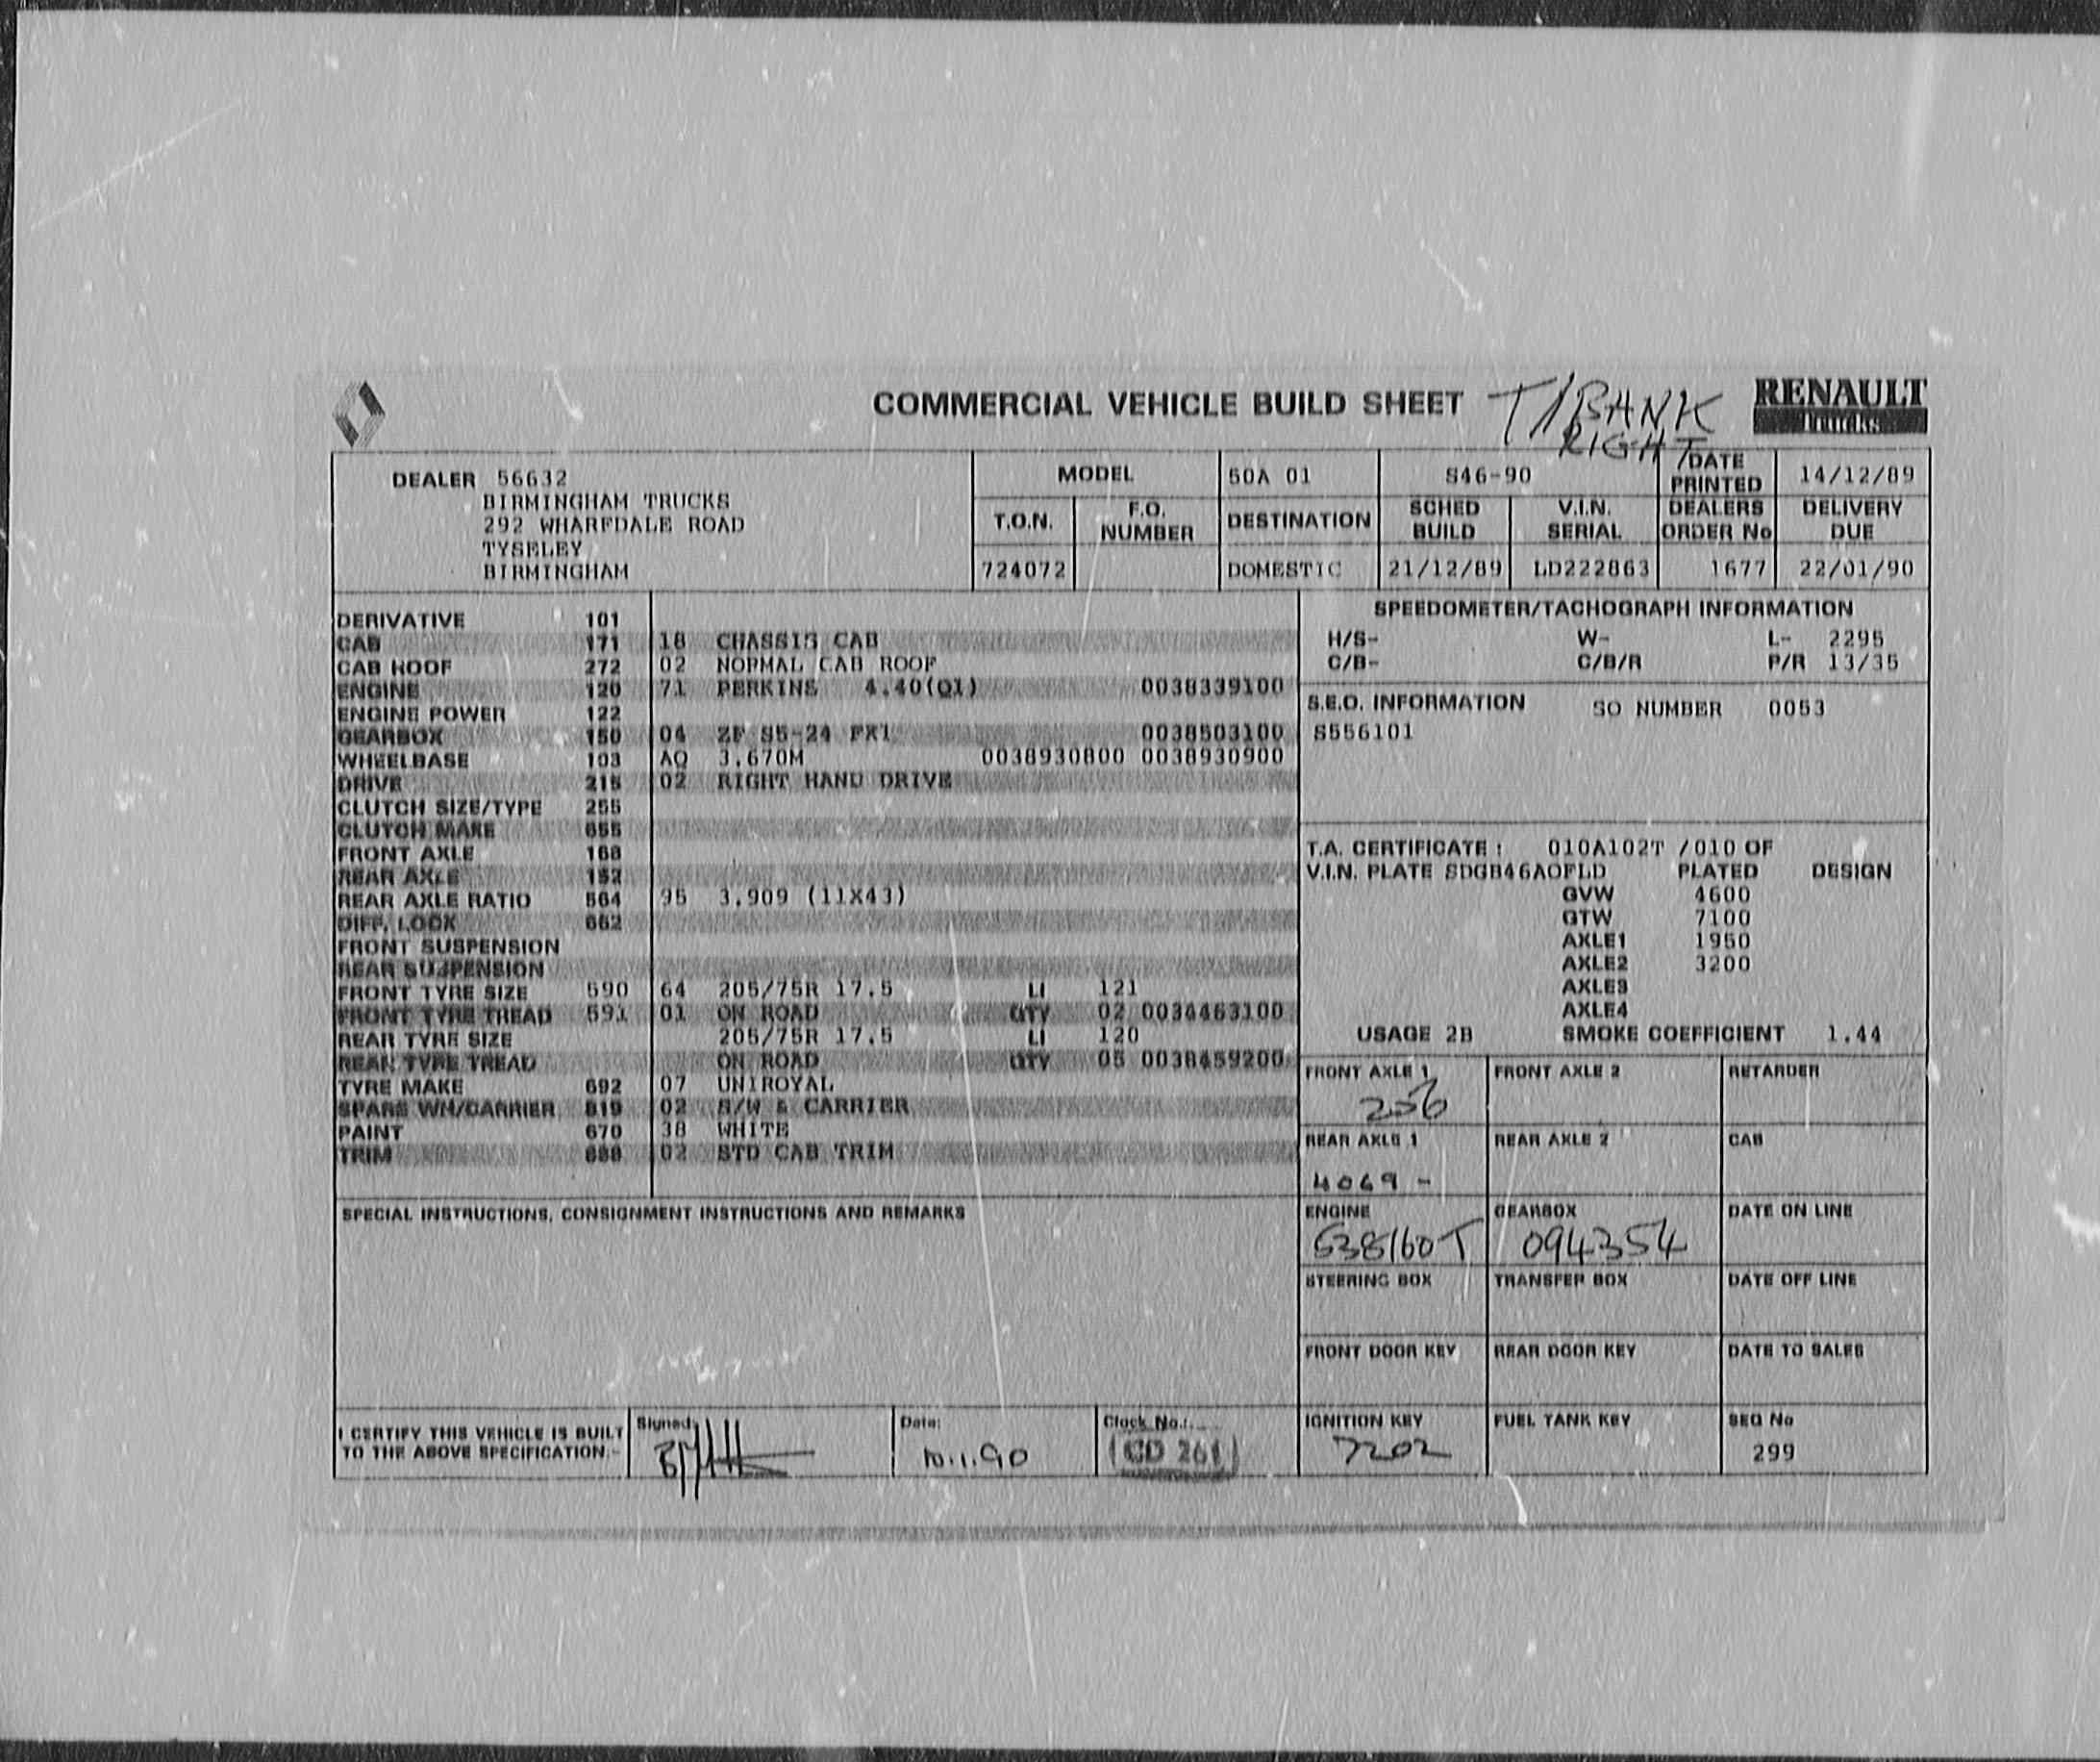 COMMERCIAL VEHICLE BUILD SHEET T/BANK RIGHT
RENAULT
Trucks
DEALER 56632
BIRMINGHAM TRUCKS
292 WHARFDALE ROAD
TYSELEY
BIRMINGHAM
MODEL 50A 01 S46-90 DATE PRINTED 14/12/89
T.O.N. F.O. NUMBER DESTINATION SCHED BUILD V.I.N. SERIAL DEALERS ORDER No DELIVERY DUE
724072 DOMESTIC 21/12/89 LD222863 1677 22/01/90
DERIVATIVE 101
CAB 171 18 CHASSIS CAB
CAB ROOF 272 02 NORMAL CAB ROOF
ENGINE 120 71 PERKINS 4.40(Q1) 0038339100
ENGINE POWER 122
GEARBOX 150 04 ZF S5-24 PX1 0038503100
WHEELBASE 103 AQ 3.670M 0038930800 0038930900
DRIVE 215 02 RIGHT HAND DRIVE
CLUTCH SIZE/TYPE 255
CLUTCH MAKE 655
FRONT AXLE 168
REAR AXLE 152
REAR AXLE RATIO 564 95 3.909 (11X43)
DIFF. LOCK 662
FRONT SUSPENSION
REAR SUSPENSION
FRONT TYRE SIZE 590 64 205/75R 17.5 LI 121
FRONT TYRE TREAD 591 01 ON ROAD QTY 02 0038463100
REAR TYRE SIZE 205/75R 17.5 LI 120
REAR TYRE TREAD ON ROAD QTY 05 0038459200
TYRE MAKE 692 07 UNIROYAL
SPARE WH/CARRIER 619 02 S/W & CARRIER
PAINT 670 38 WHITE
TRIM 688 02 STD CAB TRIM
SPECIAL INSTRUCTIONS, CONSIGNMENT INSTRUCTIONS AND REMARKS
SPEEDOMETER/TACHOGRAPH INFORMATION
H/S- W- L- 2295
C/B- C/B/R P/R 13/35
S.E.O. INFORMATION SO NUMBER 0053
S556101
T.A. CERTIFICATE: 010A102T /010 OF
V.I.N. PLATE SDGB46AOFLD PLATED DESIGN
GVW 4600
GTW 7100
AXLE1 1950
AXLE2 3200
AXLE3
AXLE4
USAGE 2B SMOKE COEFFICIENT 1.44
FRONT AXLE 1 FRONT AXLE 2 RETARDER
256
REAR AXLE 1 REAR AXLE 2 CAB
4069 -
ENGINE GEARBOX DATE ON LINE
538160T 094354
STEERING BOX TRANSFER BOX DATE OFF LINE
FRONT DOOR KEY REAR DOOR KEY DATE TO SALES
IGNITION KEY FUEL TANK KEY SEQ No
7202 299
I CERTIFY THIS VEHICLE IS BUILT
TO THE ABOVE SPECIFICATION:-
Signed:
Date: 10.1.90
Clock No.: CD 261